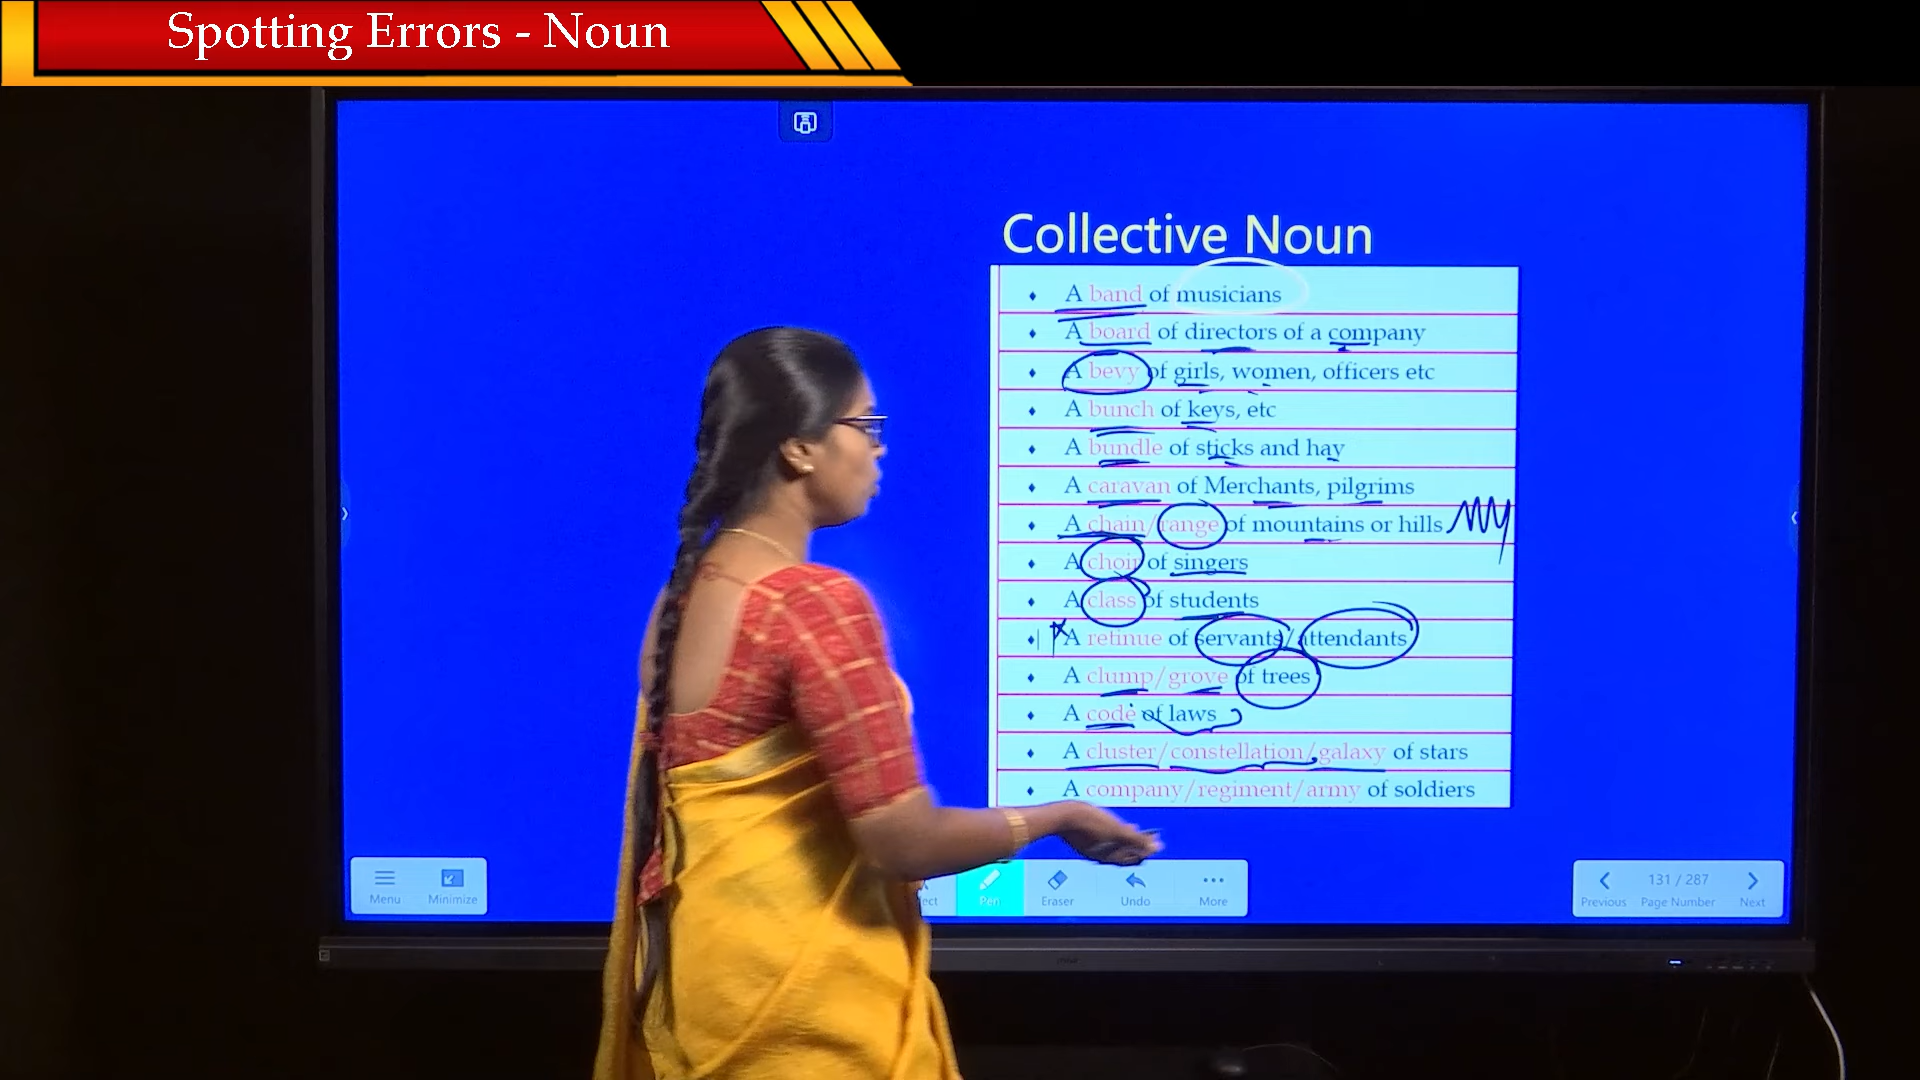 Spotting Errors - Noun
Collective Noun
♦ A band of musicians
♦ A board of directors of a company
♦ A bevy of girls, women, officers etc
♦ A bunch of keys, etc
♦ A bundle of sticks and hay
♦ A caravan of Merchants, pilgrims
♦ A chain/range of mountains or hills
♦ A choir of singers
♦ A class of students
♦ A retinue of servants/attendants
♦ A clump/grove of trees
♦ A code of laws
♦ A cluster/constellation/galaxy of stars
♦ A company/regiment/army of soldiers
Menu Minimize Pen Eraser Undo More
131 / 287
Previous Page Number Next